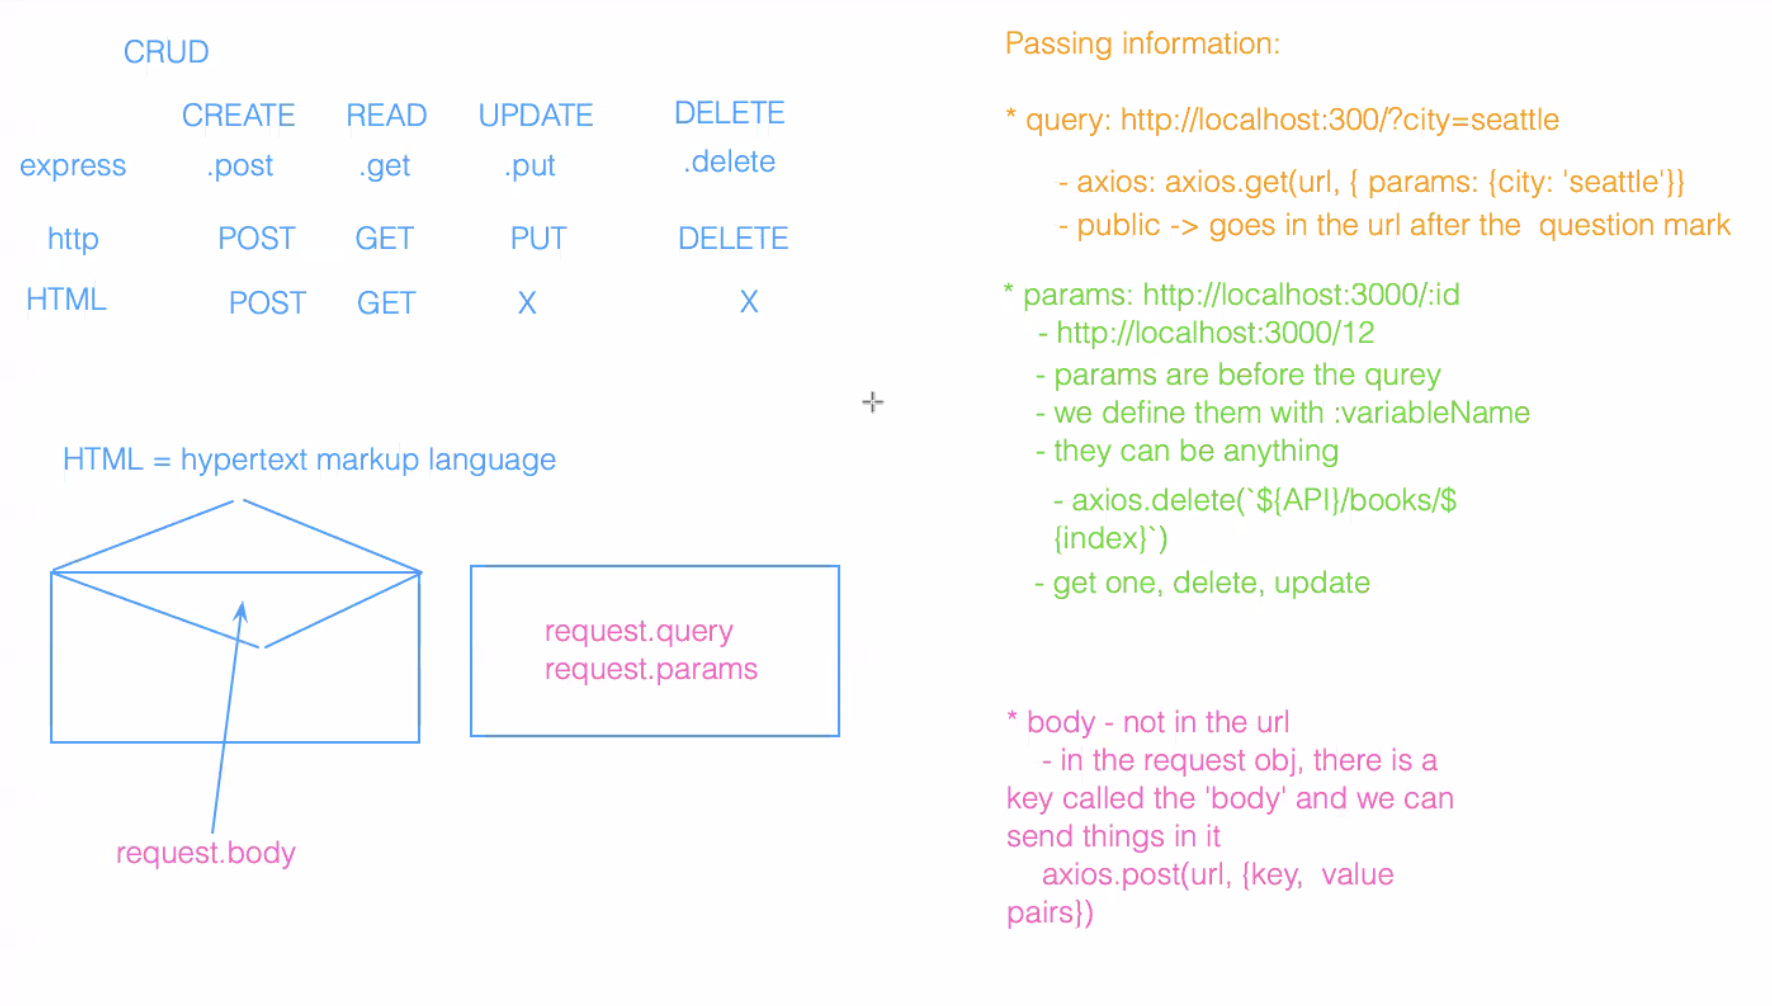 CRUD
CREATE READ UPDATE DELETE
express .post .get .put .delete
http POST GET PUT DELETE
HTML POST GET X X
HTML = hypertext markup language
request.body
request.query
request.params
Passing information:
* query: http://localhost:300/?city=seattle
- axios: axios.get(url, { params: {city: 'seattle'}}
- public -> goes in the url after the question mark
* params: http://localhost:3000/:id
- http://localhost:3000/12
- params are before the qurey
- we define them with :variableName
- they can be anything
- axios.delete(`${API}/books/$
{index}`)
- get one, delete, update
* body - not in the url
- in the request obj, there is a
key called the 'body' and we can
send things in it
axios.post(url, {key, value
pairs})